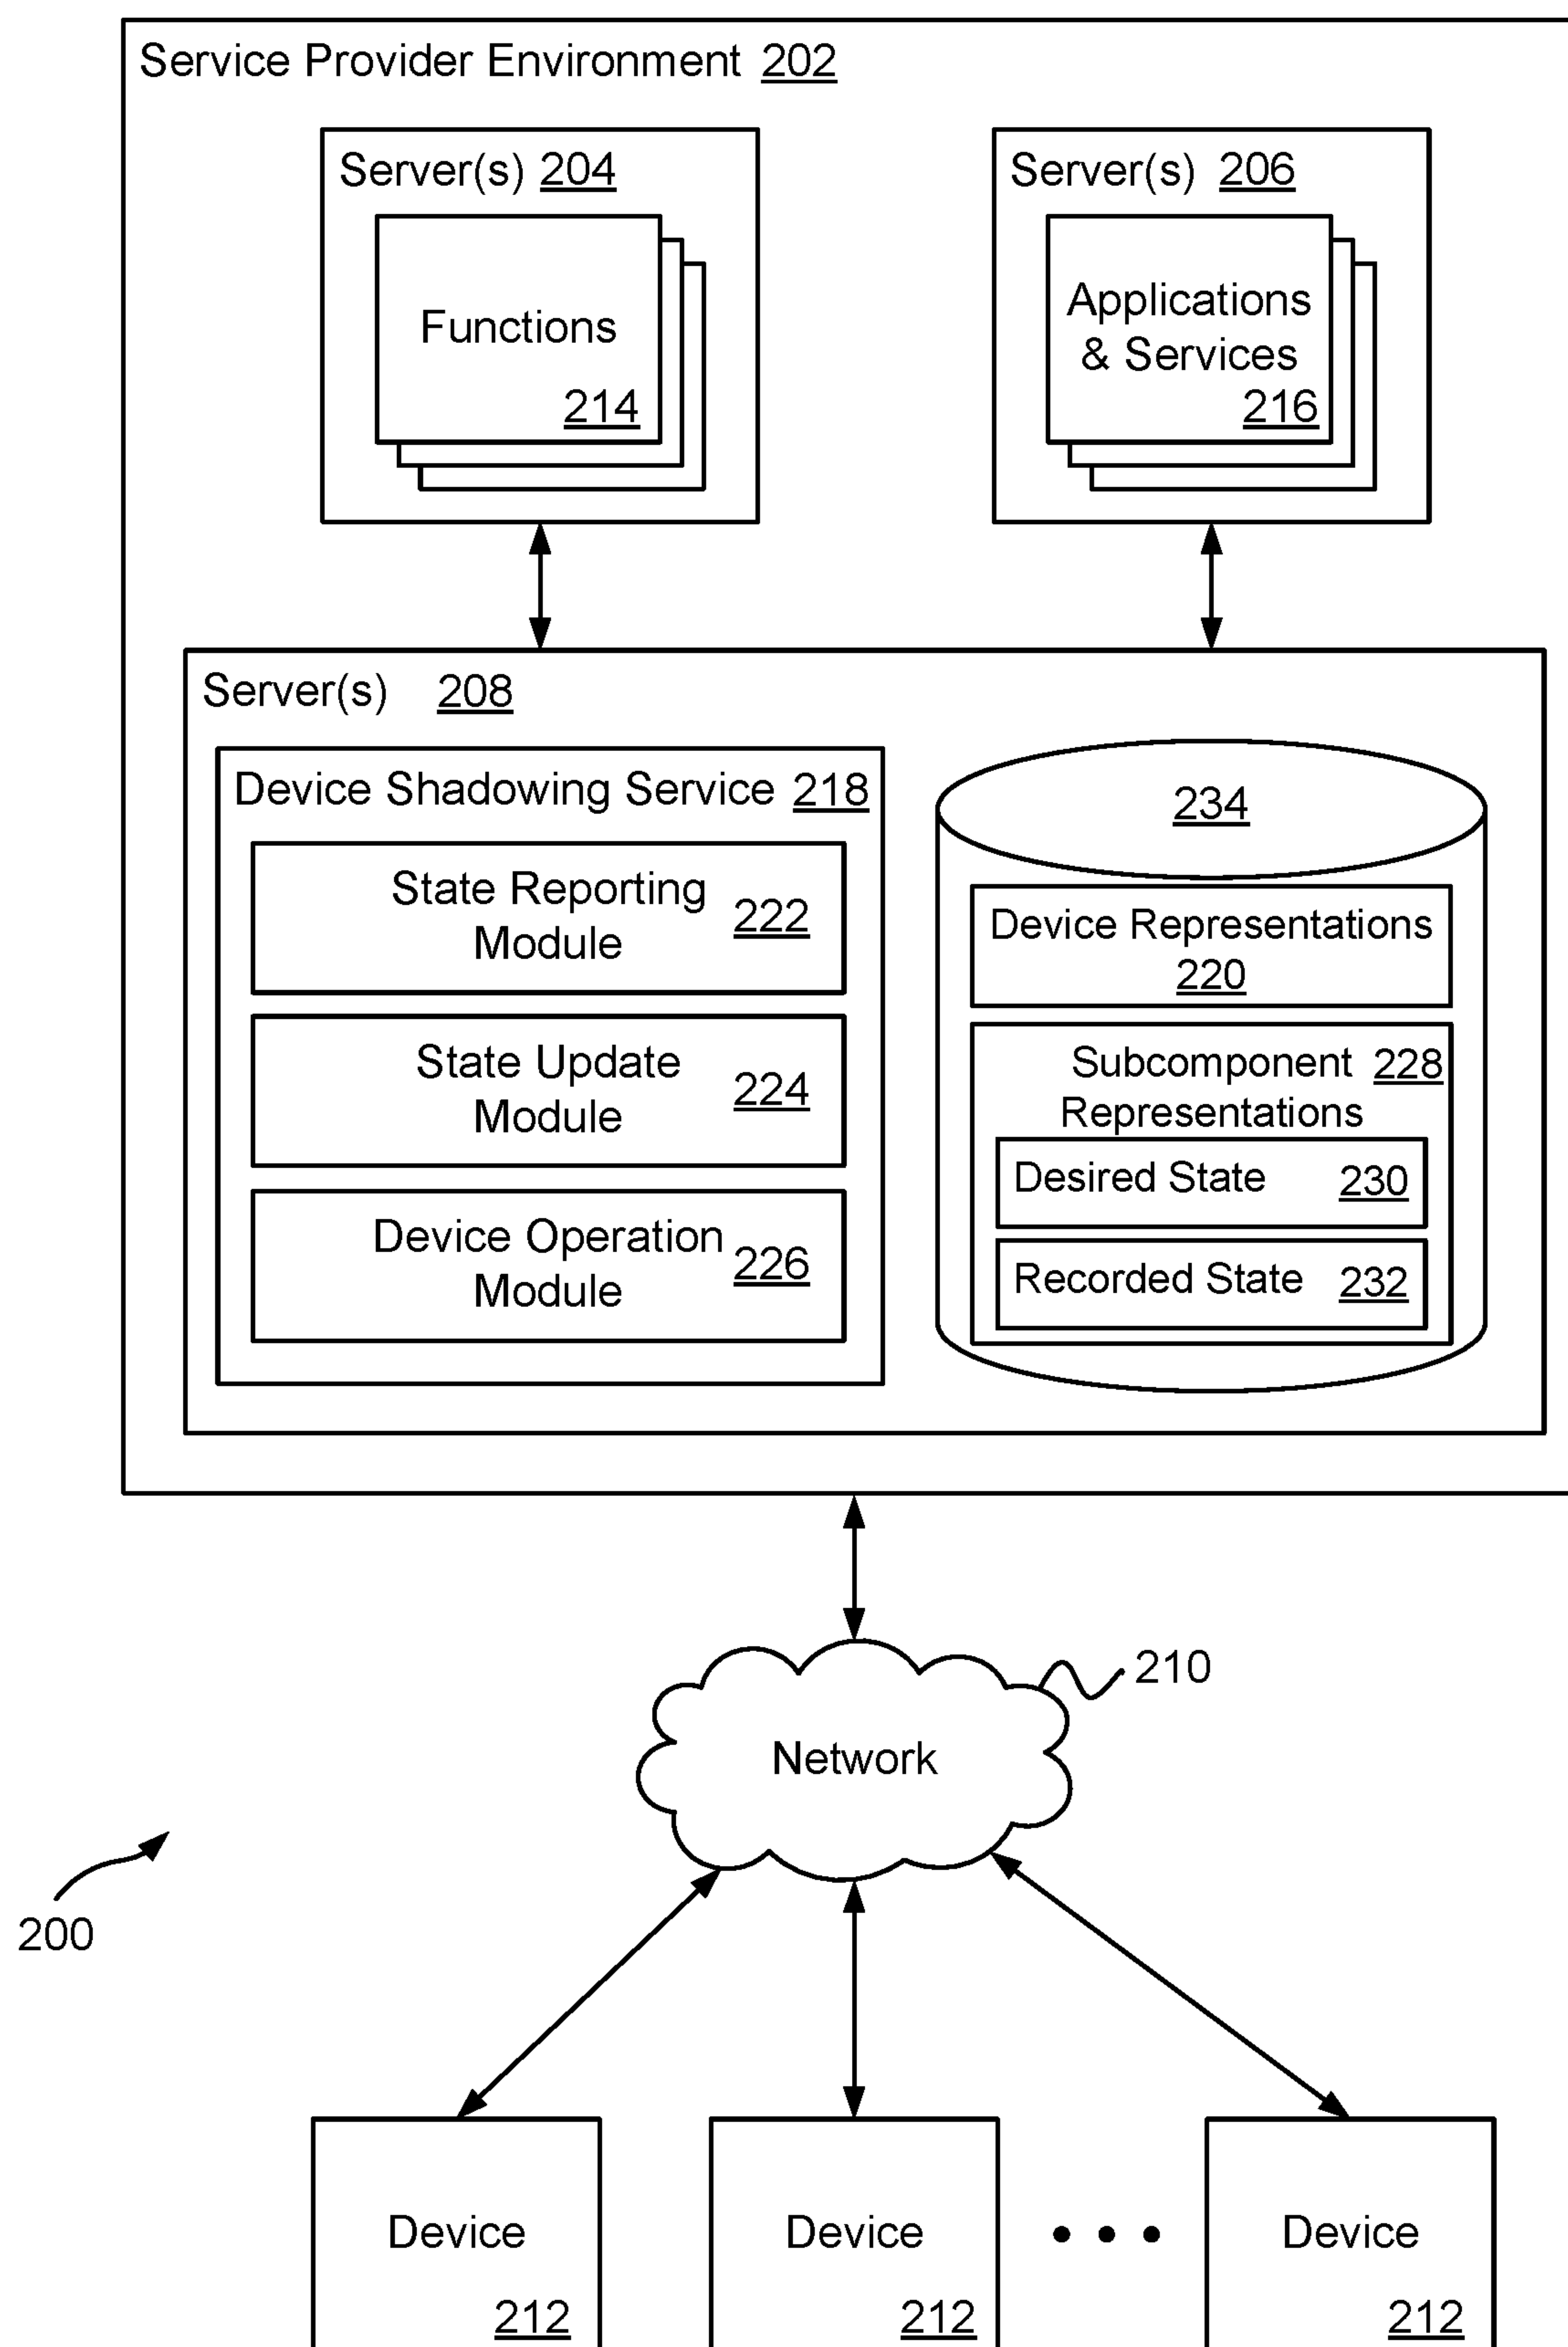 Service Provider Environment 202
Server(s) 204
Functions
214
Server(s) 206
Applications
& Services
216
Server(s) 208
Device Shadowing Service 218
State Reporting
Module
222
State Update
Module
224
Device Operation
Module
226
234
Device Representations
220
Subcomponent 228
Representations
Desired State 230
Recorded State 232
210
Network
200
Device
212
Device
212
Device
212